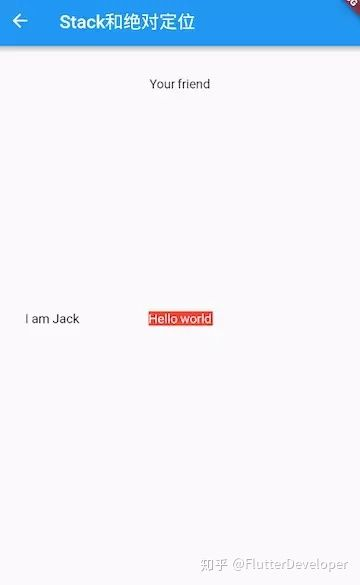 Stack和绝对定位
Your friend
I am Jack
Hello world
知乎 @FlutterDeveloper